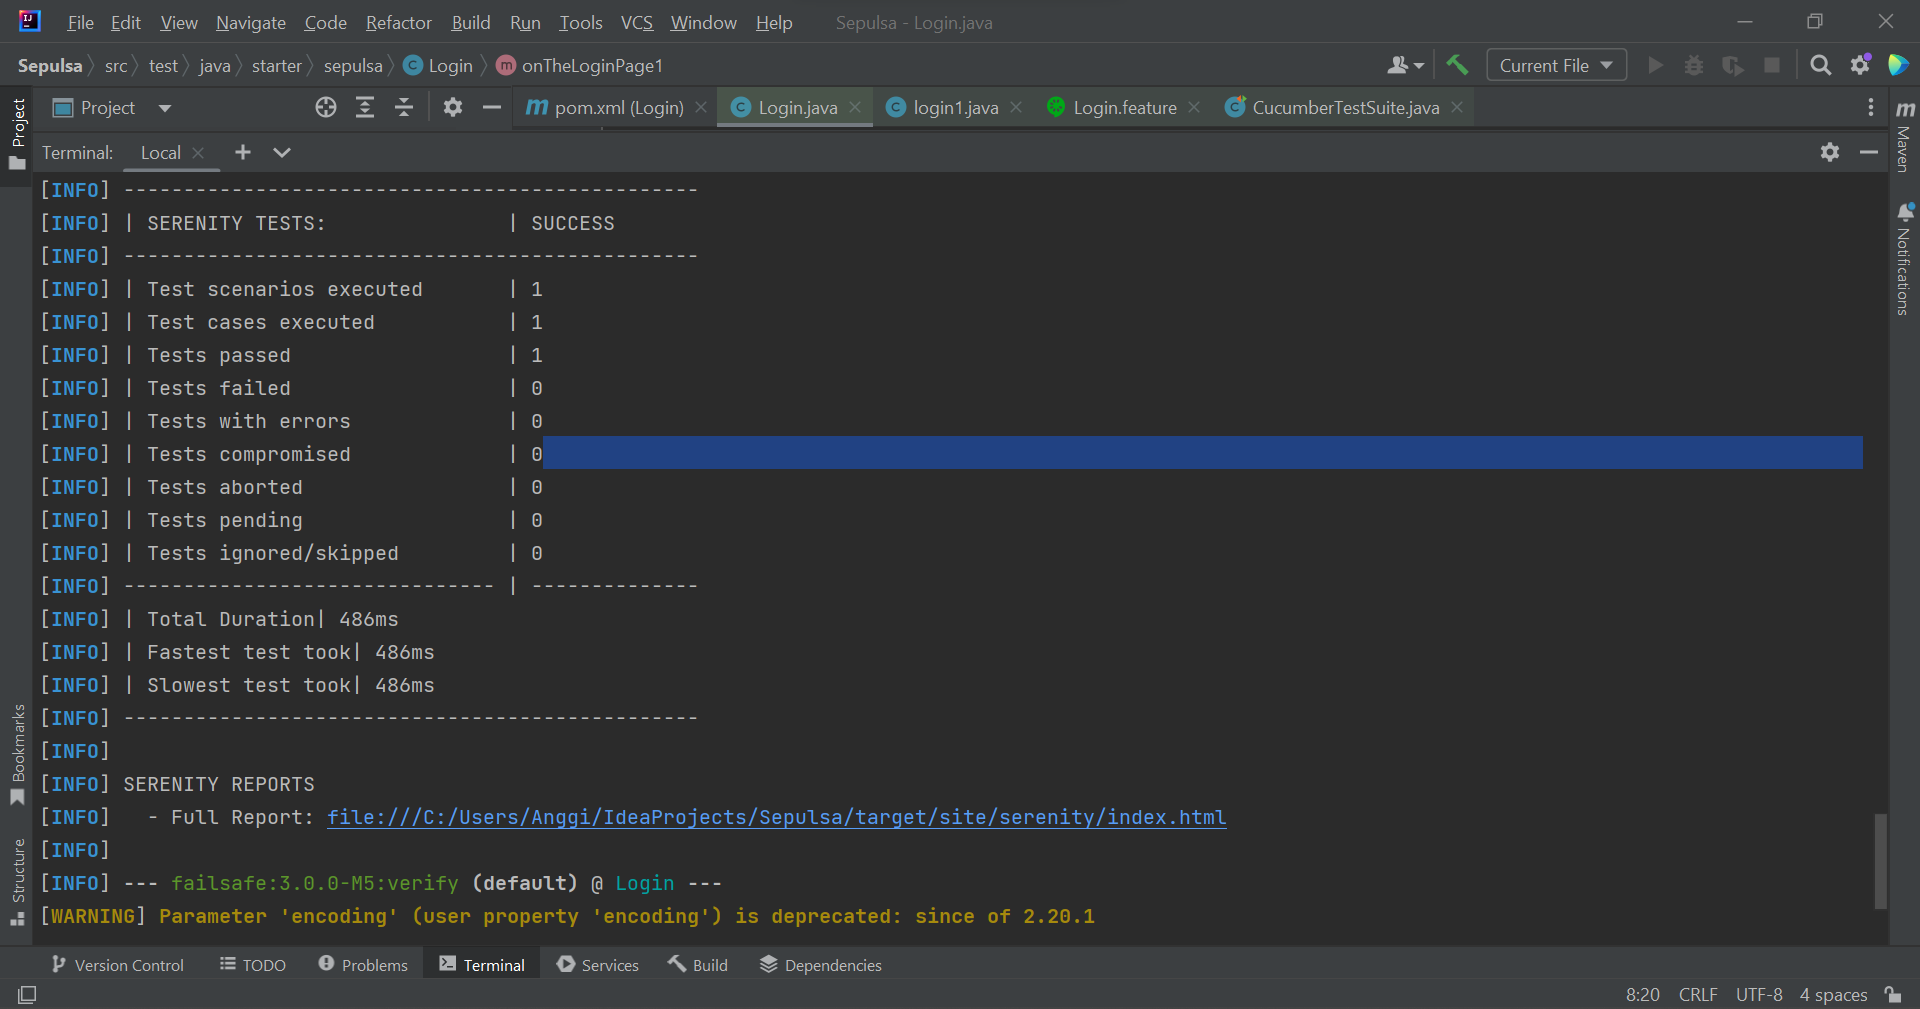 File Edit View Navigate Code Refactor Build Run Tools VCS Window Help Sepulsa - Login.java
Sepulsa src test java starter sepulsa Login onTheLoginPage1 Current File
Project pom.xml (Login) Login.java login1.java Login.feature CucumberTestSuite.java
Terminal: Local
[INFO] ------------------------------------------------
[INFO] | SERENITY TESTS:               | SUCCESS
[INFO] ------------------------------------------------
[INFO] | Test scenarios executed       | 1
[INFO] | Test cases executed           | 1
[INFO] | Tests passed                  | 1
[INFO] | Tests failed                  | 0
[INFO] | Tests with errors             | 0
[INFO] | Tests compromised             | 0
[INFO] | Tests aborted                 | 0
[INFO] | Tests pending                 | 0
[INFO] | Tests ignored/skipped         | 0
[INFO] ------------------------------- | --------------
[INFO] | Total Duration| 486ms
[INFO] | Fastest test took| 486ms
[INFO] | Slowest test took| 486ms
[INFO] ------------------------------------------------
[INFO]
[INFO] SERENITY REPORTS
[INFO]   - Full Report: file:///C:/Users/Anggi/IdeaProjects/Sepulsa/target/site/serenity/index.html
[INFO]
[INFO] --- failsafe:3.0.0-M5:verify (default) @ Login ---
[WARNING] Parameter 'encoding' (user property 'encoding') is deprecated: since of 2.20.1
Project
Bookmarks
Structure
Maven
Notifications
Version Control TODO Problems Terminal Services Build Dependencies
8:20 CRLF UTF-8 4 spaces